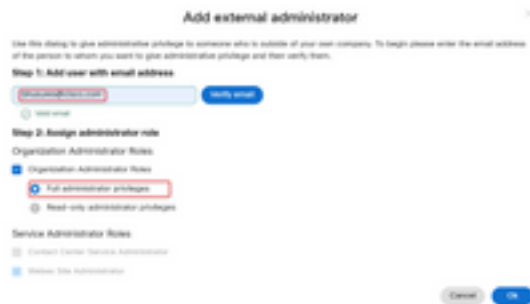 Add external administrator
Use this dialog to give administrative privilege to someone who is outside of your own company. To begin please enter the email address
of the person to whom you want to give administrative privilege and then verify them.
Step 1: Add user with email address
Verify email
Valid email
Step 2: Assign administrator role
Organization Administrator Roles:
Organization Administrator Roles
Full administrator privileges
Read-only administrator privileges
Service Administrator Roles:
Contact Center Service Administrator
Webex Site Administrator
Cancel Ok